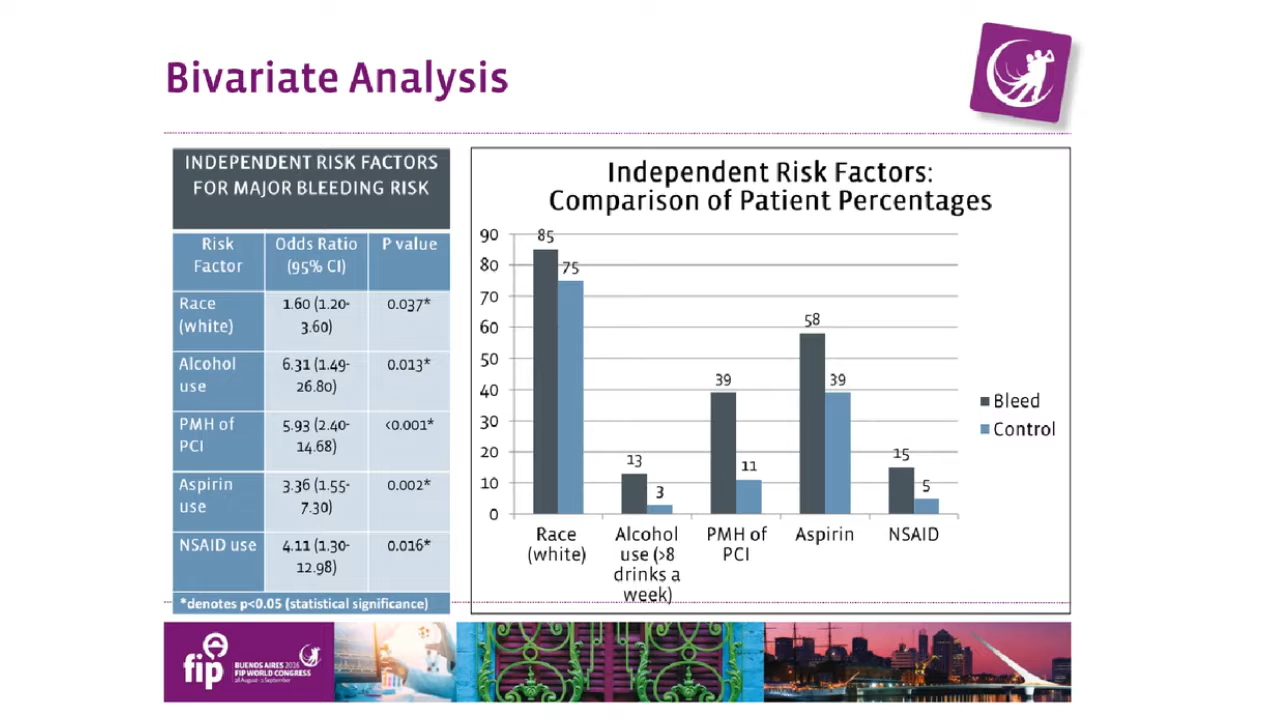 Bivariate Analysis
INDEPENDENT RISK FACTORS
FOR MAJOR BLEEDING RISK
Risk
Factor
Odds Ratio
(95% CI)
P value
Race
(white)
1.60 (1.20-
3.60)
0.037*
Alcohol
use
6.31 (1.49-
26.80)
0.013*
PMH of
PCI
5.93 (2.40-
14.68)
<0.001*
Aspirin
use
3.36 (1.55-
7.30)
0.002*
NSAID use
4.11 (1.30-
12.98)
0.016*
*denotes p<0.05 (statistical significance)
Independent Risk Factors:
Comparison of Patient Percentages
90
80
70
60
50
40
30
20
10
0
85
75
13
3
39
11
58
39
15
5
Race
(white)
Alcohol
use (>8
drinks a
week)
PMH of
PCI
Aspirin
NSAID
Bleed
Control
fip
BUENOS AIRES 2016
FIP WORLD CONGRESS